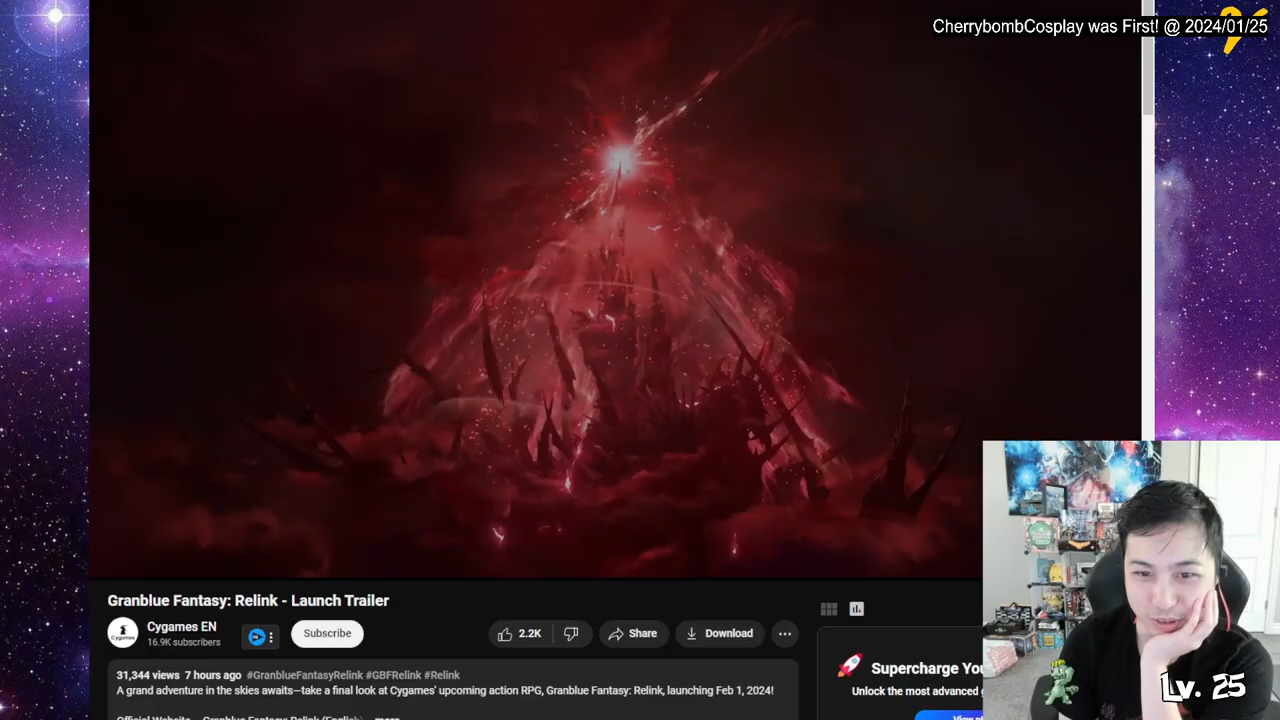 CherrybombCosplay was First! @ 2024/01/25
Granblue Fantasy: Relink - Launch Trailer
Cygames EN
16.9K subscribers
Subscribe
2.2K
Share
Download
Supercharge You
Unlock the most advanced g
31,344 views 7 hours ago #GranblueFantasyRelink #GBFRelink #Relink
A grand adventure in the skies awaits—take a final look at Cygames' upcoming action RPG, Granblue Fantasy: Relink, launching Feb 1, 2024!
Lv. 25